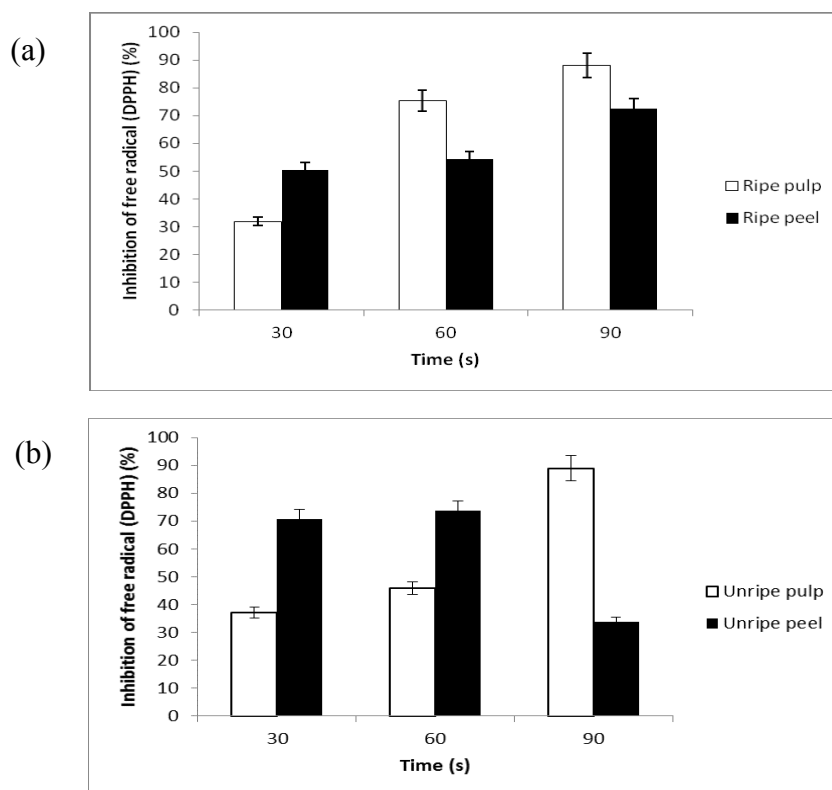 (a)
Inhibition of free radical (DPPH) (%)
100
90
80
70
60
50
40
30
20
10
0
30 60 90
Time (s)
Ripe pulp
Ripe peel
(b)
Inhibition of free radical (DPPH) (%)
100
90
80
70
60
50
40
30
20
10
0
30 60 90
Time (s)
Unripe pulp
Unripe peel